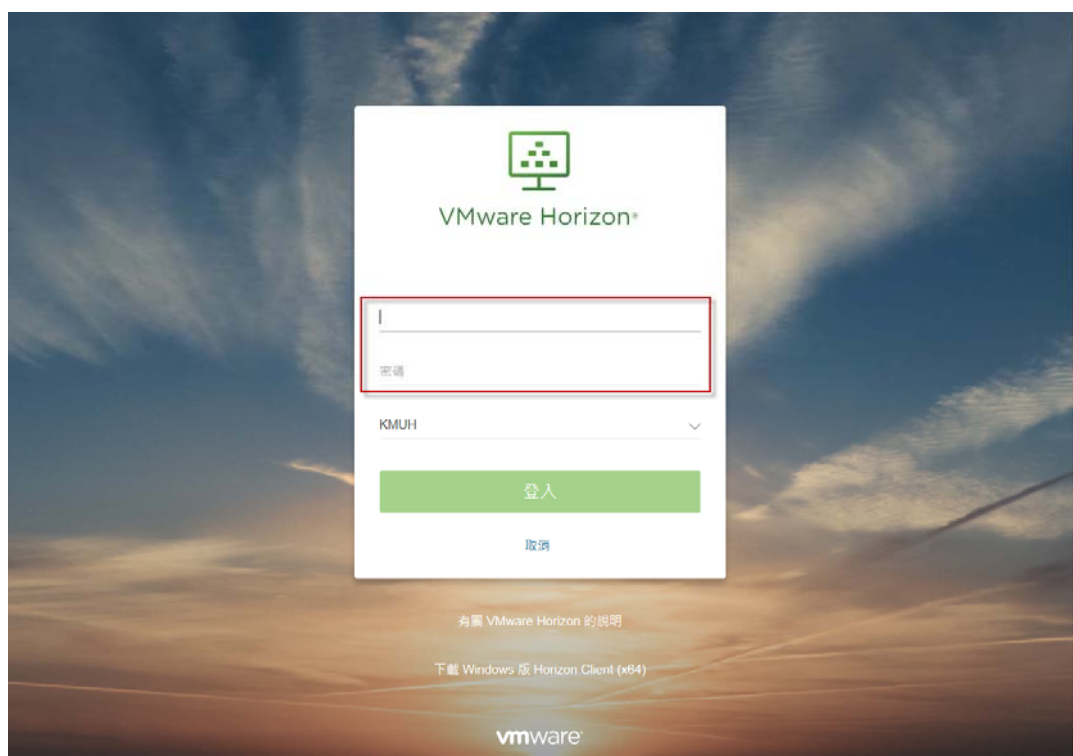 VMware Horizon®
密碼
KMUH
登入
取消
有關 VMware Horizon 的說明
下載 Windows 版 Horizon Client (x64)
vmware®